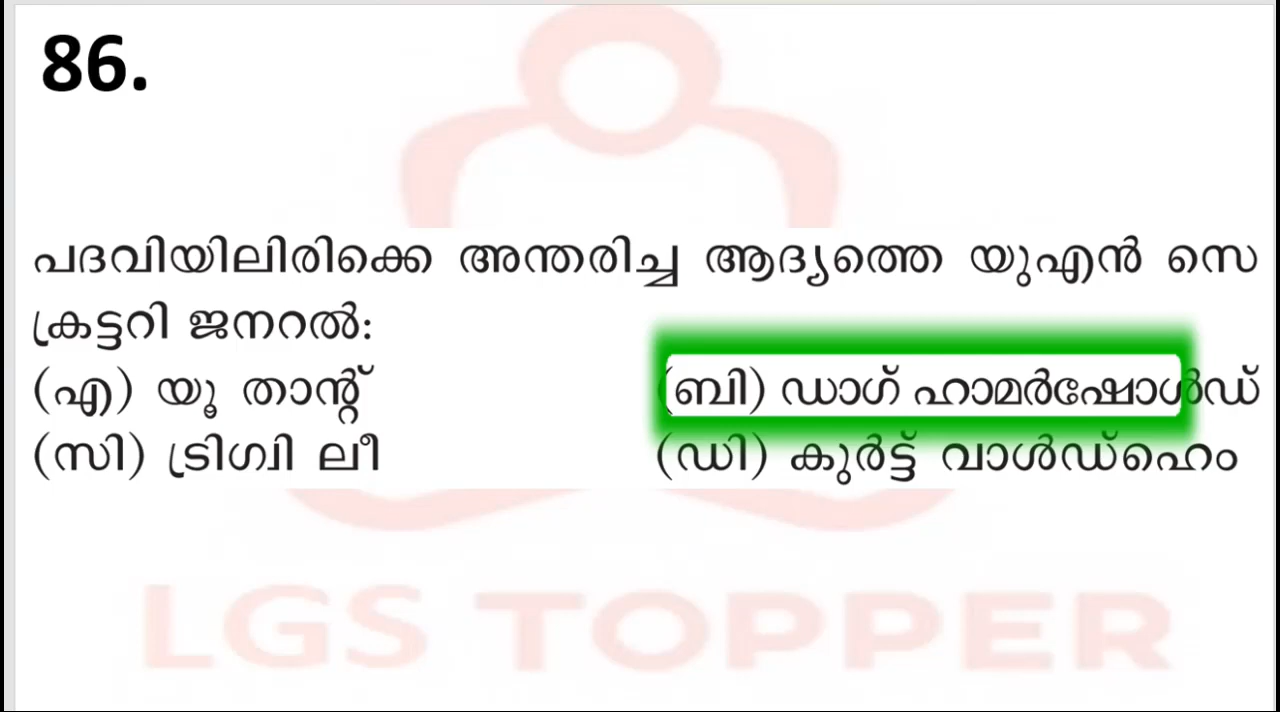 86.
പദവിയിലിരിക്കെ അന്തരിച്ച ആദ്യത്തെ യുഎൻ സെ
ക്രട്ടറി ജനറൽ:
(എ) യൂ താന്റ് (ബി) ഡാഗ് ഹാമർഷോൾഡ്
(സി) ട്രിഗ്വി ലീ (ഡി) കുർട്ട് വാൾഡ്ഹെം
LGS TOPPER